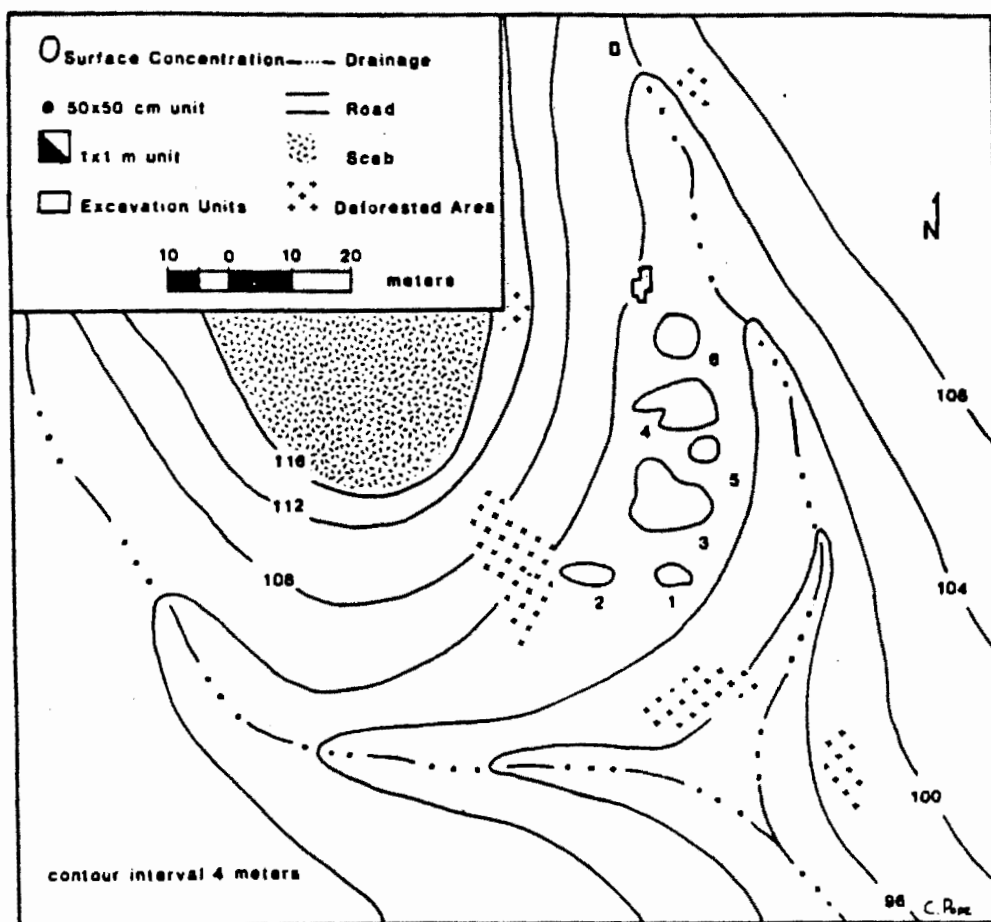 Surface Concentration
Drainage
50x50 cm unit
Road
1x1 m unit
Scab
Excavation Units
Deforested Area
10 0 10 20
meters
N
6
108
4
116
5
112
3
108
104
2
1
100
contour interval 4 meters
96
C. POPE